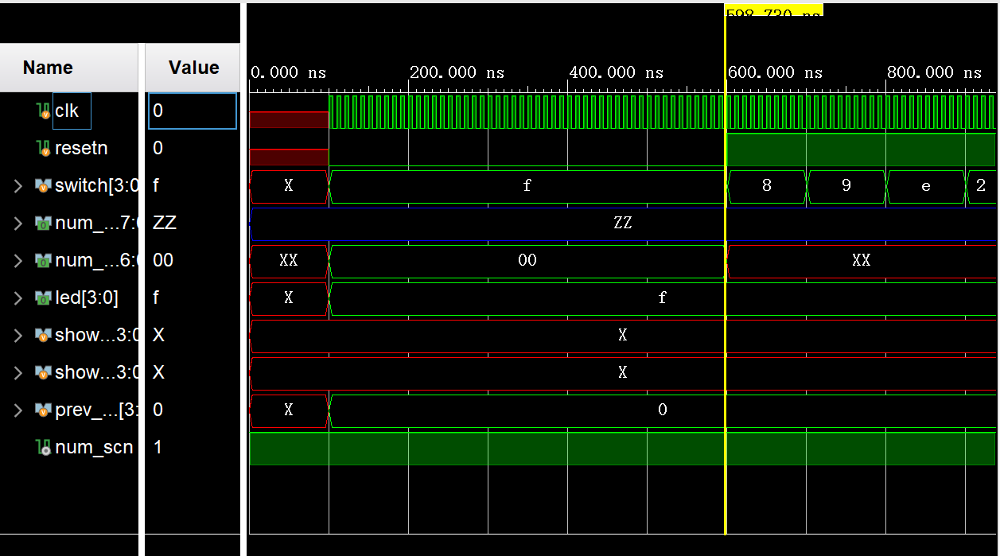 598.730 ns
Name Value
0.000 ns 200.000 ns 400.000 ns 600.000 ns 800.000 ns
clk 0
resetn 0
switch[3:0 f X f 8 9 e 2
num_...7:0 ZZ ZZ
num_...6:0 00 XX 00 XX
led[3:0] f X f
show...3:0 X X
show...3:0 X X
prev_...[3: 0 X 0
num_scn 1